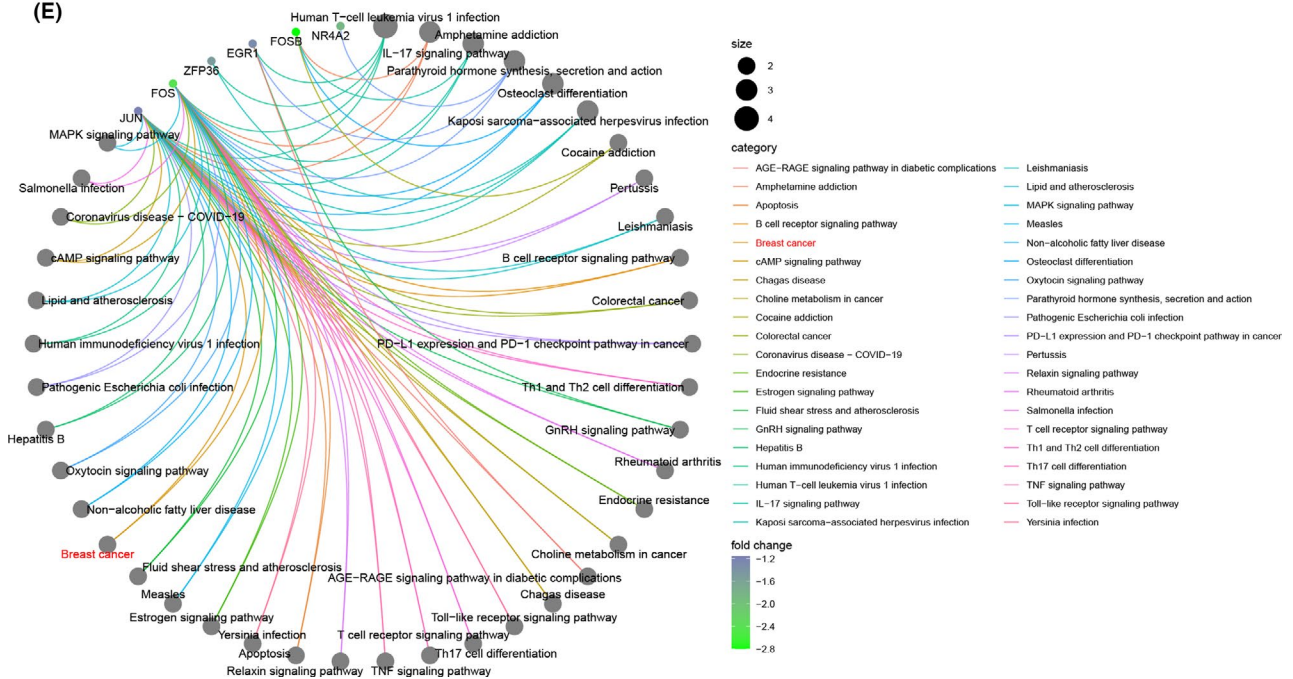 (E)
Human T−cell leukemia virus 1 infection
FOSB
NR4A2
Amphetamine addiction
EGR1
IL−17 signaling pathway
ZFP36
Parathyroid hormone synthesis, secretion and action
FOS
Osteoclast differentiation
JUN
Kaposi sarcoma−associated herpesvirus infection
MAPK signaling pathway
Cocaine addiction
Salmonella infection
Pertussis
Coronavirus disease − COVID−19
Leishmaniasis
cAMP signaling pathway
B cell receptor signaling pathway
Lipid and atherosclerosis
Colorectal cancer
Human immunodeficiency virus 1 infection
PD−L1 expression and PD−1 checkpoint pathway in cancer
Pathogenic Escherichia coli infection
Th1 and Th2 cell differentiation
Hepatitis B
GnRH signaling pathway
Oxytocin signaling pathway
Rheumatoid arthritis
Non−alcoholic fatty liver disease
Endocrine resistance
Breast cancer
Choline metabolism in cancer
Fluid shear stress and atherosclerosis
AGE−RAGE signaling pathway in diabetic complications
Measles
Chagas disease
Estrogen signaling pathway
Toll−like receptor signaling pathway
Yersinia infection
T cell receptor signaling pathway
Apoptosis
Th17 cell differentiation
Relaxin signaling pathway
TNF signaling pathway
size
2
3
4
category
AGE−RAGE signaling pathway in diabetic complications
Amphetamine addiction
Apoptosis
B cell receptor signaling pathway
Breast cancer
cAMP signaling pathway
Chagas disease
Choline metabolism in cancer
Cocaine addiction
Colorectal cancer
Coronavirus disease − COVID−19
Endocrine resistance
Estrogen signaling pathway
Fluid shear stress and atherosclerosis
GnRH signaling pathway
Hepatitis B
Human immunodeficiency virus 1 infection
Human T−cell leukemia virus 1 infection
IL−17 signaling pathway
Kaposi sarcoma−associated herpesvirus infection
Leishmaniasis
Lipid and atherosclerosis
MAPK signaling pathway
Measles
Non−alcoholic fatty liver disease
Osteoclast differentiation
Oxytocin signaling pathway
Parathyroid hormone synthesis, secretion and action
Pathogenic Escherichia coli infection
PD−L1 expression and PD−1 checkpoint pathway in cancer
Pertussis
Relaxin signaling pathway
Rheumatoid arthritis
Salmonella infection
T cell receptor signaling pathway
Th1 and Th2 cell differentiation
Th17 cell differentiation
TNF signaling pathway
Toll−like receptor signaling pathway
Yersinia infection
fold change
−1.2
−1.6
−2.0
−2.4
−2.8